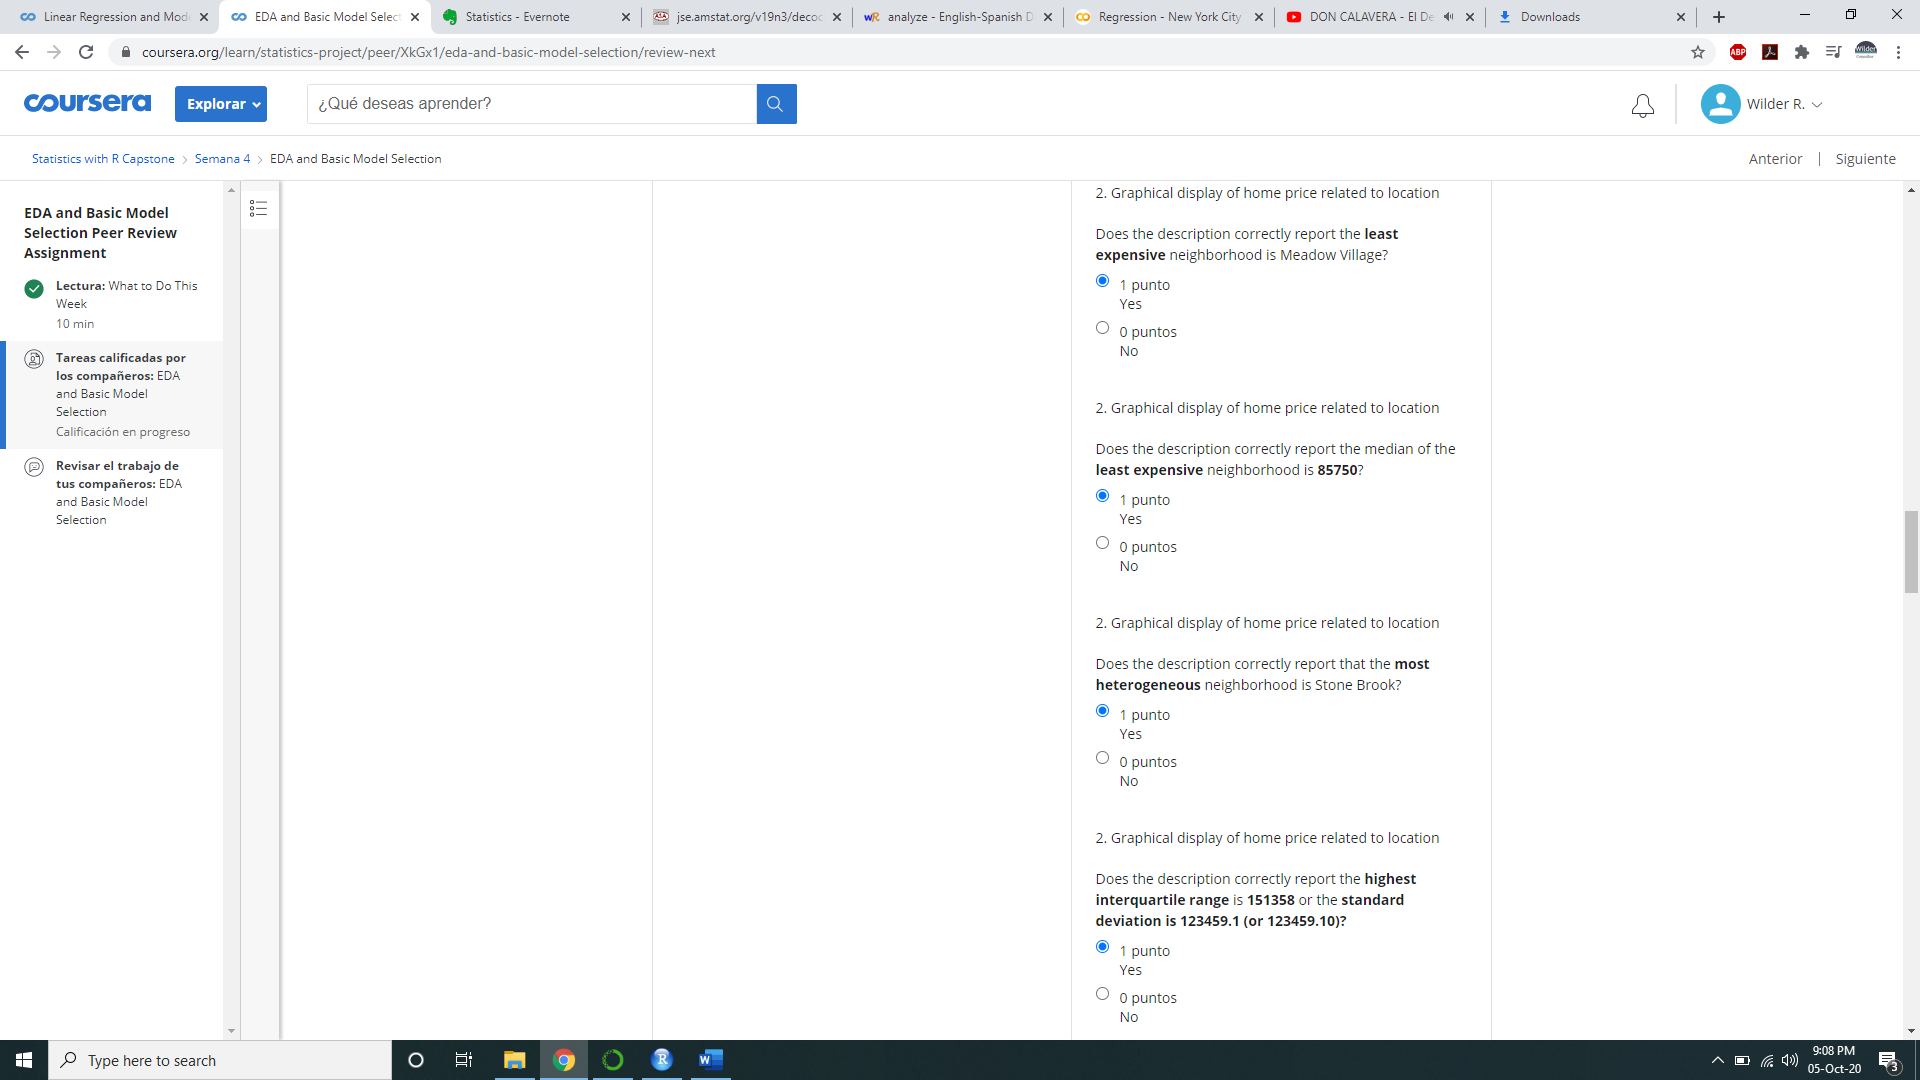 Linear Regression and Mod
EDA and Basic Model Select
Statistics - Evernote
jse.amstat.org/v19n3/decoc
analyze - English-Spanish D
Regression - New York City
DON CALAVERA - El De
Downloads
coursera.org/learn/statistics-project/peer/XkGx1/eda-and-basic-model-selection/review-next
ABP
coursera
Explorar
¿Qué deseas aprender?
Wilder R.
Statistics with R Capstone
Semana 4
EDA and Basic Model Selection
Anterior | Siguiente
EDA and Basic Model
Selection Peer Review
Assignment
Lectura: What to Do This
Week
10 min
Tareas calificadas por
los compañeros: EDA
and Basic Model
Selection
Calificación en progreso
Revisar el trabajo de
tus compañeros: EDA
and Basic Model
Selection
2. Graphical display of home price related to location
Does the description correctly report the least
expensive neighborhood is Meadow Village?
1 punto
Yes
0 puntos
No
2. Graphical display of home price related to location
Does the description correctly report the median of the
least expensive neighborhood is 85750?
1 punto
Yes
0 puntos
No
2. Graphical display of home price related to location
Does the description correctly report that the most
heterogeneous neighborhood is Stone Brook?
1 punto
Yes
0 puntos
No
2. Graphical display of home price related to location
Does the description correctly report the highest
interquartile range is 151358 or the standard
deviation is 123459.1 (or 123459.10)?
1 punto
Yes
0 puntos
No
Type here to search
9:08 PM
05-Oct-20
3